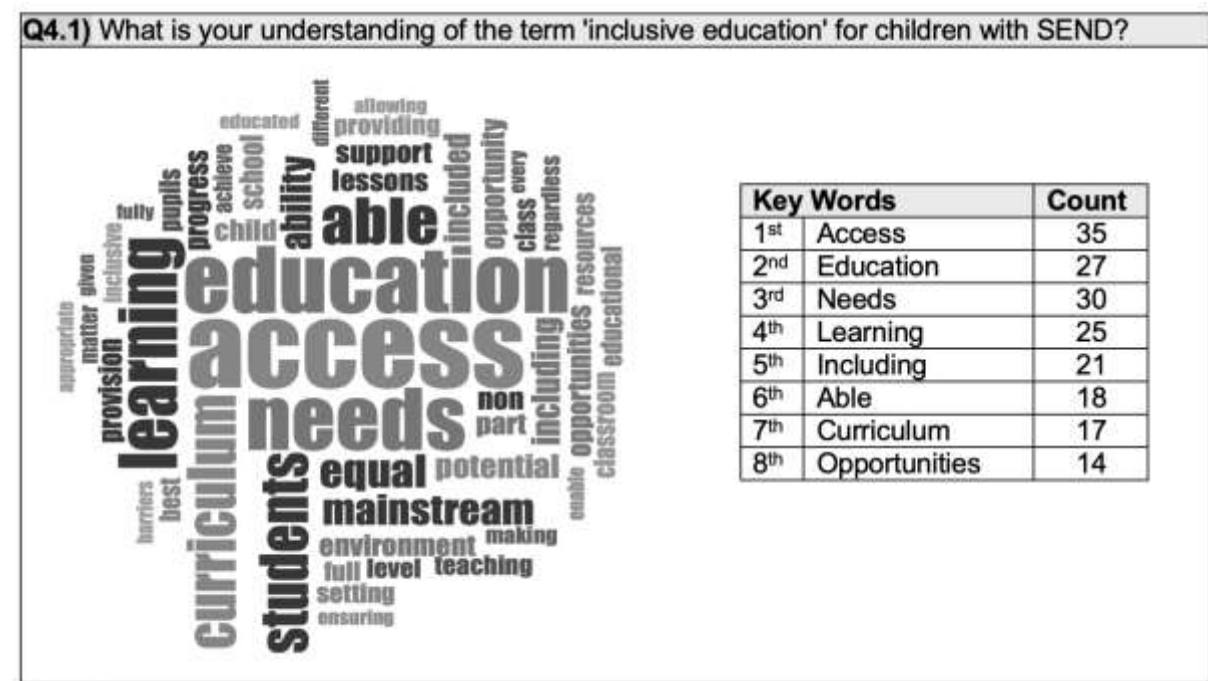 Q4.1) What is your understanding of the term 'inclusive education' for children with SEND?
allowing
different
educated
providing
support
lessons
able
included
opportunity
every
class
regardless
ability
school
achieve
progress
child
pupils
fully
education
access
needs
learning
inclusive
given
matter
appropriate
provision
resources
educational
opportunities
classroom
including
non
part
enable
curriculum
students
equal
potential
mainstream
environment
making
full
level
teaching
setting
ensuring
best
barriers
Key Words Count
1st Access 35
2nd Education 27
3rd Needs 30
4th Learning 25
5th Including 21
6th Able 18
7th Curriculum 17
8th Opportunities 14